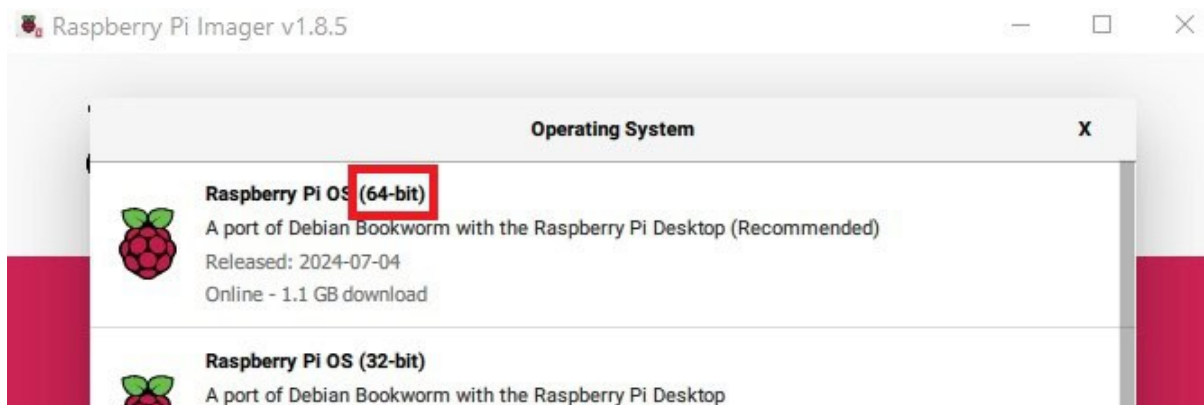 Raspberry Pi Imager v1.8.5
Operating System X
Raspberry Pi OS (64-bit)
A port of Debian Bookworm with the Raspberry Pi Desktop (Recommended)
Released: 2024-07-04
Online - 1.1 GB download
Raspberry Pi OS (32-bit)
A port of Debian Bookworm with the Raspberry Pi Desktop